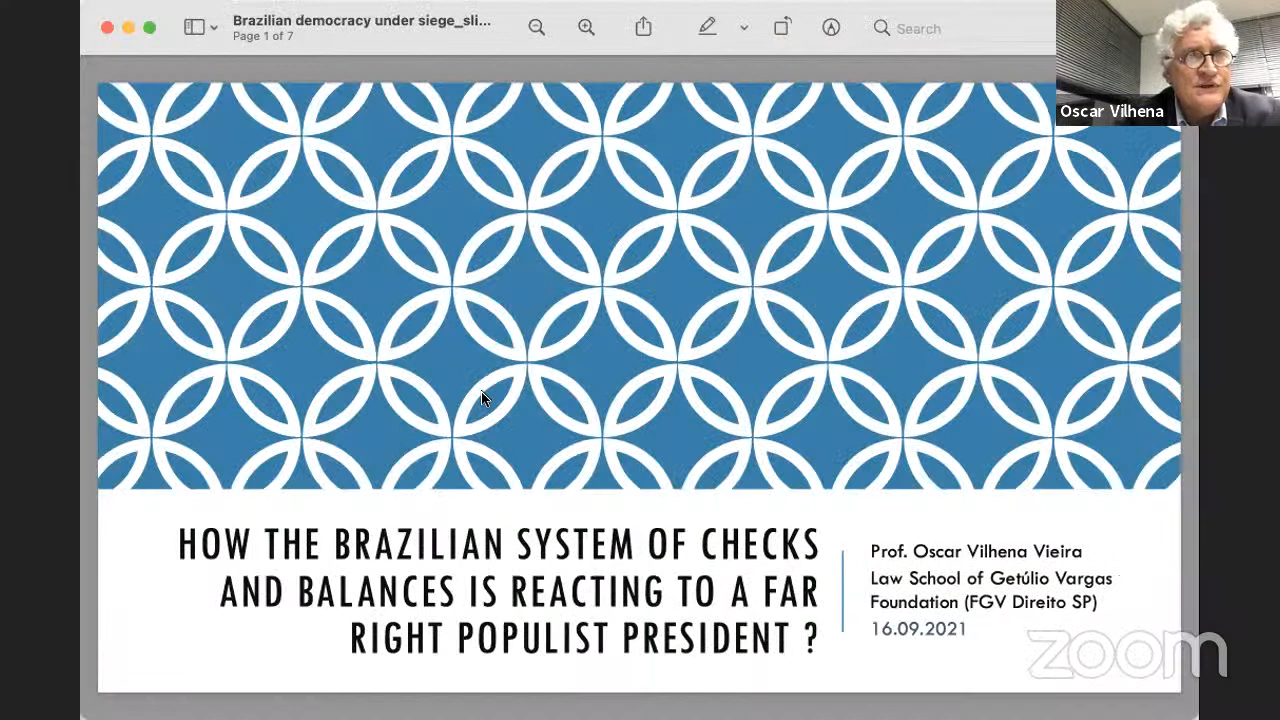 Brazilian democracy under siege_sli...
Page 1 of 7
Search
Oscar Vilhena
HOW THE BRAZILIAN SYSTEM OF CHECKS
AND BALANCES IS REACTING TO A FAR
RIGHT POPULIST PRESIDENT ?
Prof. Oscar Vilhena Vieira
Law School of Getúlio Vargas
Foundation (FGV Direito SP)
16.09.2021
zoom